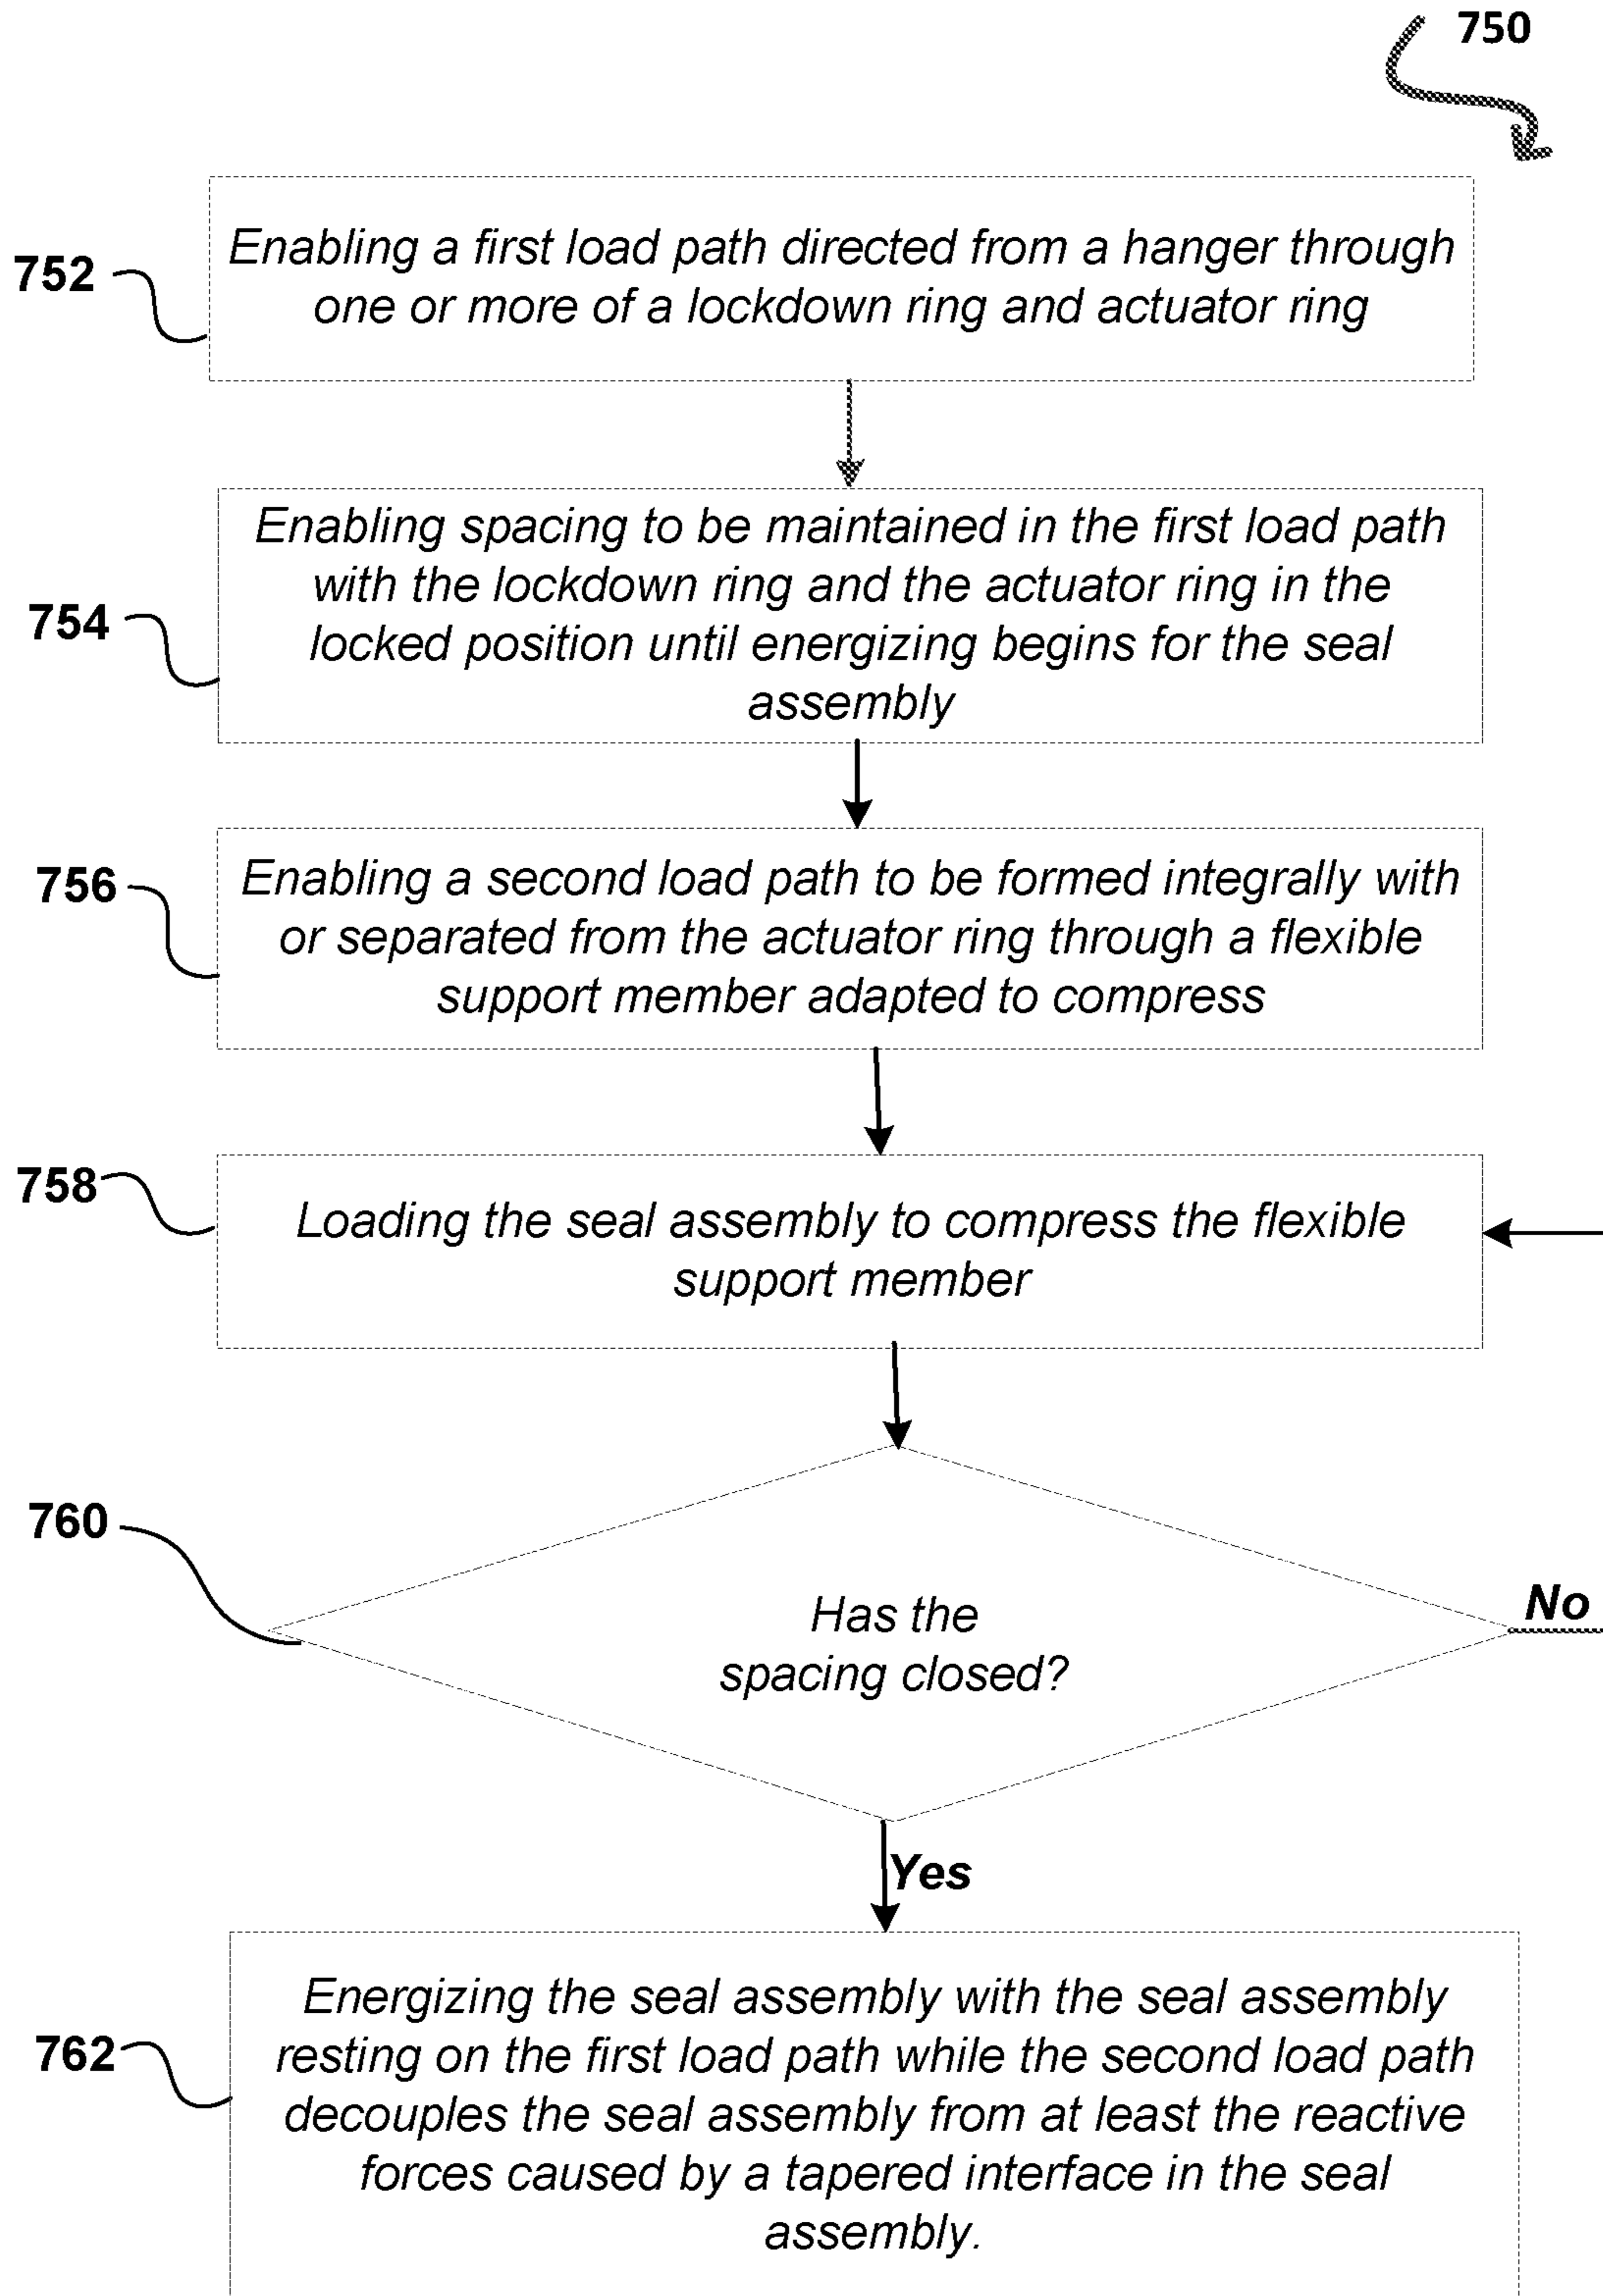 750
752
Enabling a first load path directed from a hanger through
one or more of a lockdown ring and actuator ring
754
Enabling spacing to be maintained in the first load path
with the lockdown ring and the actuator ring in the
locked position until energizing begins for the seal
assembly
756
Enabling a second load path to be formed integrally with
or separated from the actuator ring through a flexible
support member adapted to compress
758
Loading the seal assembly to compress the flexible
support member
760
Has the
spacing closed?
No
Yes
762
Energizing the seal assembly with the seal assembly
resting on the first load path while the second load path
decouples the seal assembly from at least the reactive
forces caused by a tapered interface in the seal
assembly.